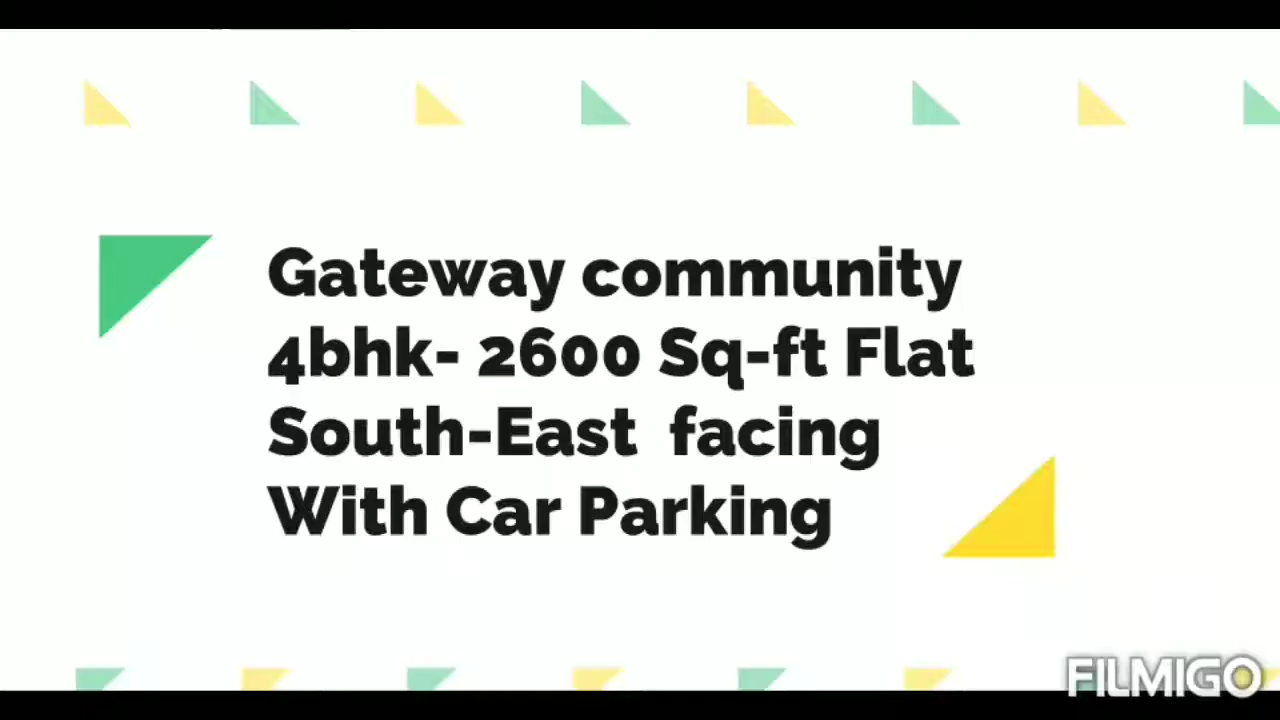 Gateway community
4bhk- 2600 Sq-ft Flat
South-East  facing
With Car Parking
FILMIGO